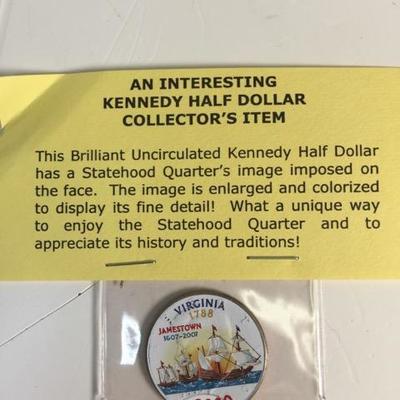 AN INTERESTING
KENNEDY HALF DOLLAR
COLLECTOR'S ITEM
This Brilliant Uncirculated Kennedy Half Dollar
has a Statehood Quarter's image imposed on
the face. The image is enlarged and colorized
to display its fine detail! What a unique way
to enjoy the Statehood Quarter and to
appreciate its history and traditions!
VIRGINIA
1788
JAMESTOWN
1607-2007